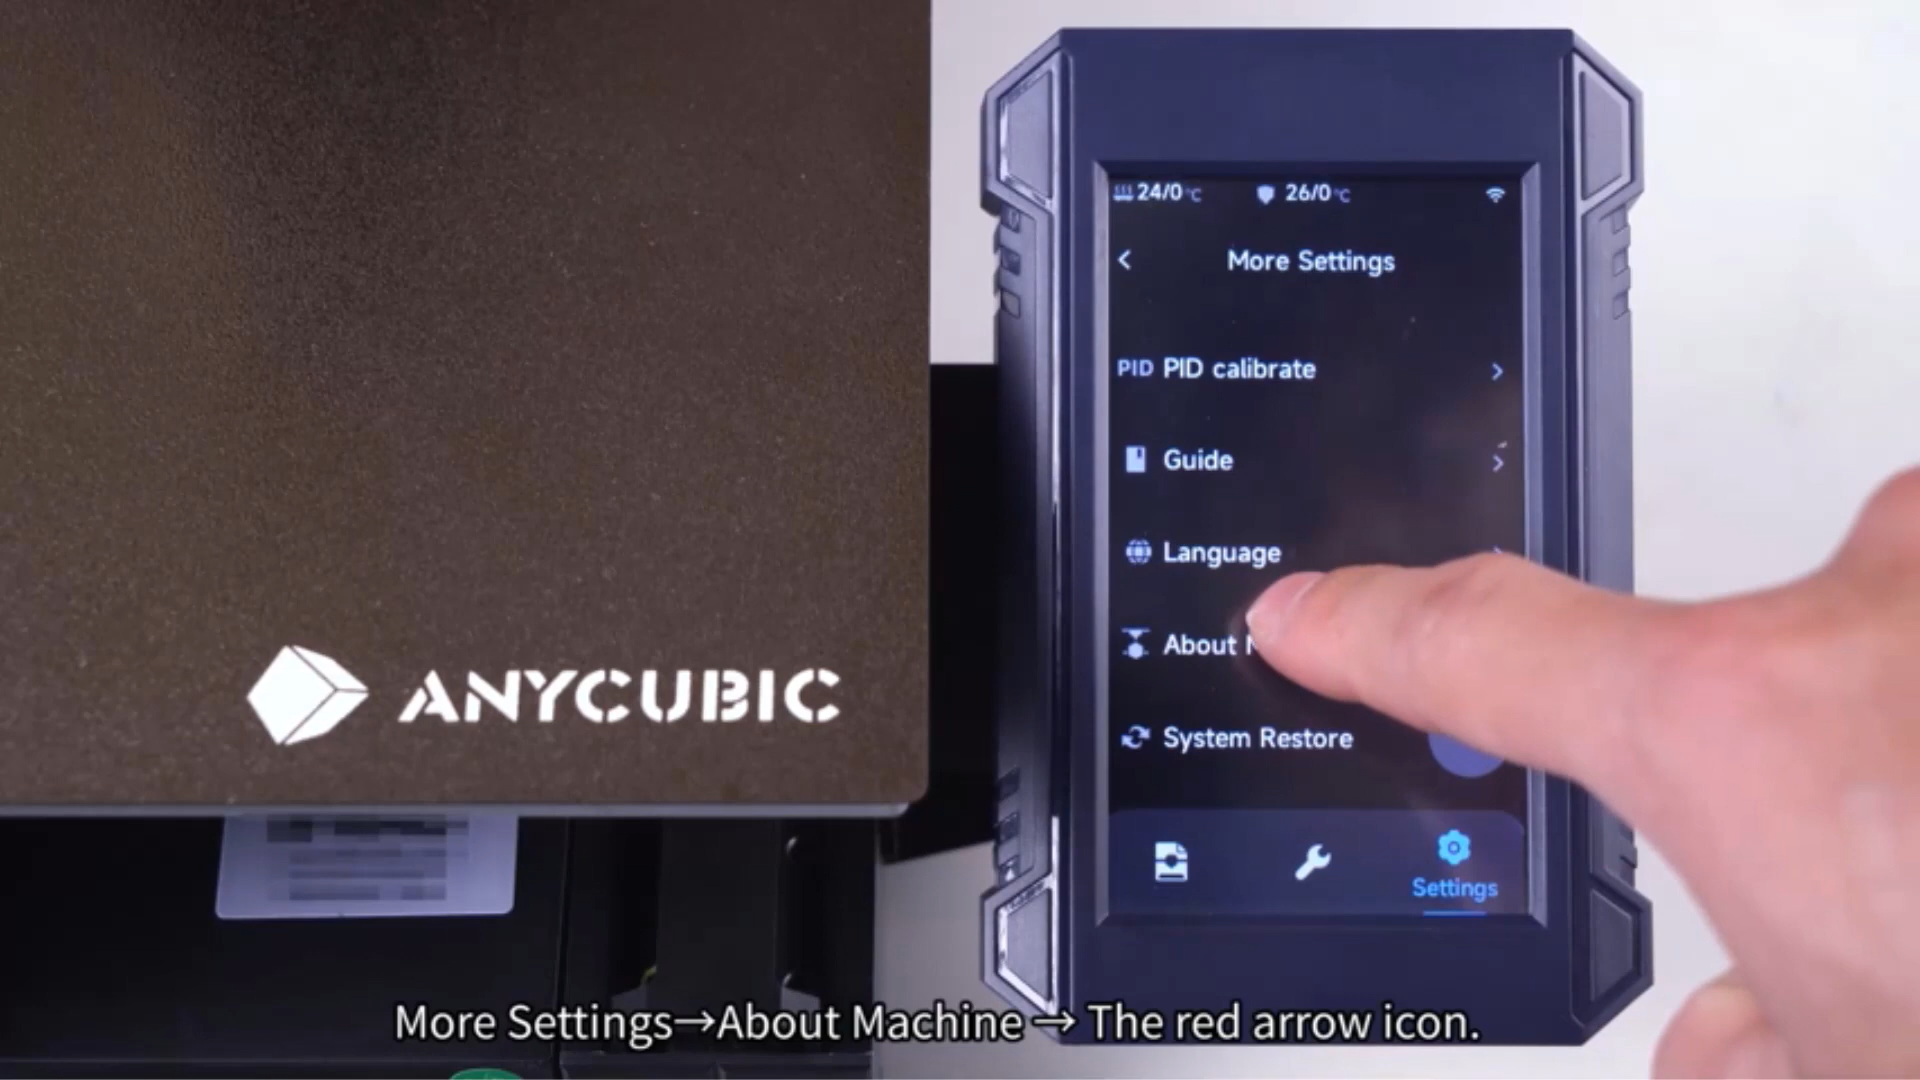 24/0 °C 26/0 °C
More Settings
PID PID calibrate
Guide
Language
About
System Restore
Settings
ANYCUBIC
More Settings→About Machine → The red arrow icon.